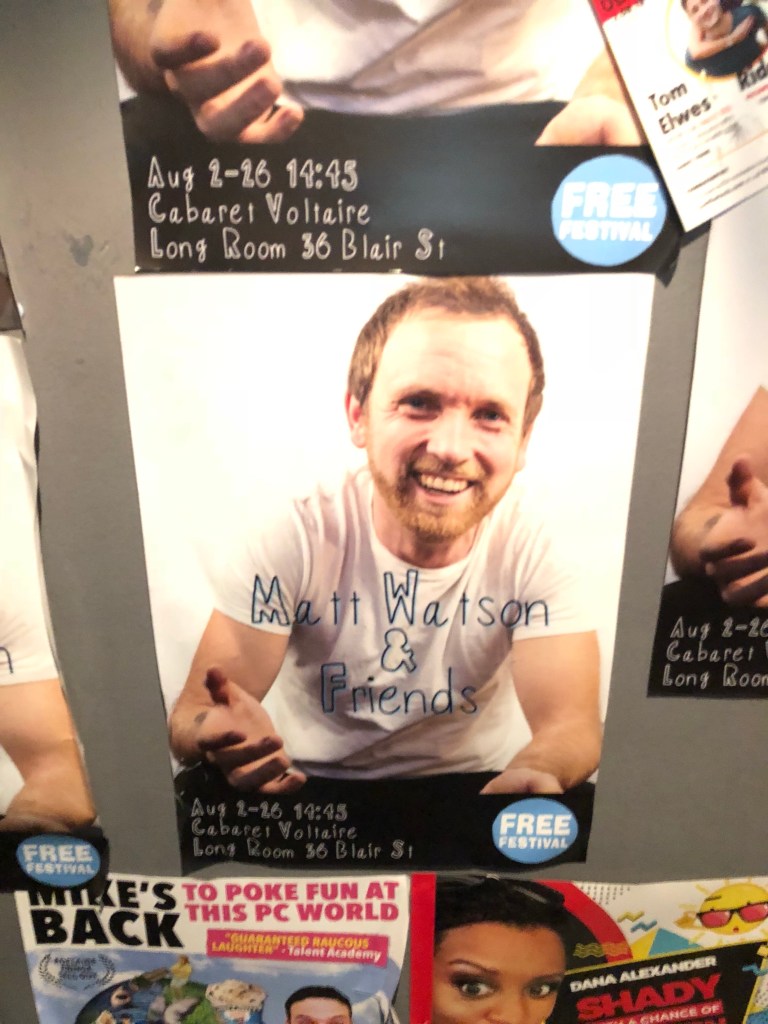 Tom
Elwes
Aug 2-26 14:45
Cabaret Voltaire
Long Room 36 Blair St
FREE
FESTIVAL
Matt Watson
&
Friends
Aug 2-26 14:45
Cabaret Voltaire
Long Room 36 Blair St
FREE
FESTIVAL
Aug 2-26
Cabaret
Long Room
FREE
FESTIVAL
MIKE'S
BACK
TO POKE FUN AT
THIS PC WORLD
"GUARANTEED RAUCOUS
LAUGHTER" - Talent Academy
DANA ALEXANDER
SHADY
A CHANCE OF